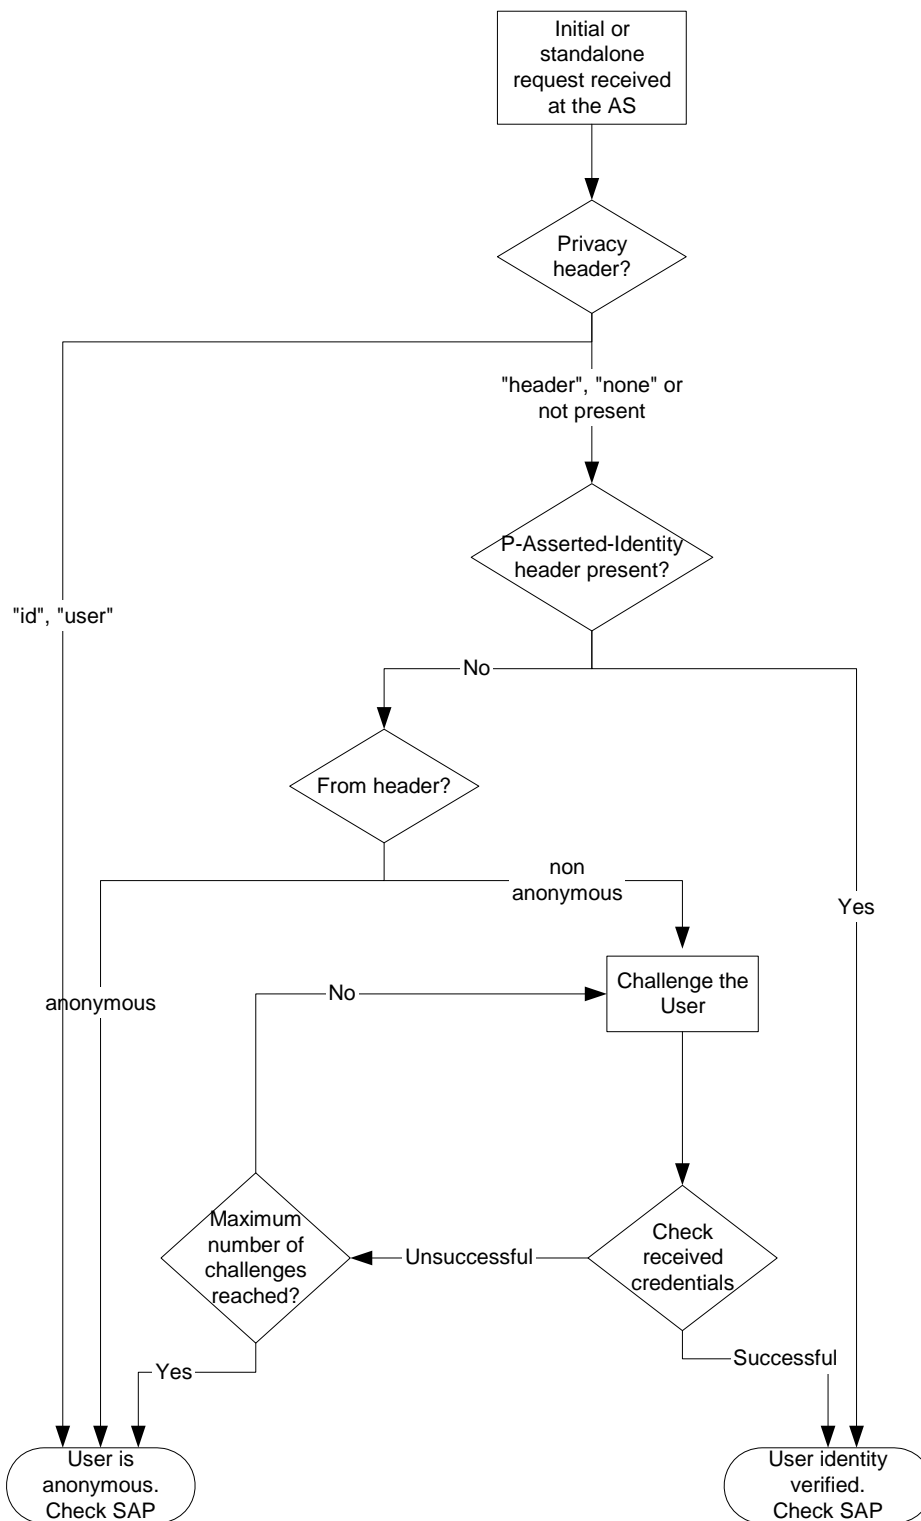 Initial or
standalone
request received
at the AS
Privacy
header?
"header", "none" or
not present
P-Asserted-Identity
header present?
"id", "user"
No
From header?
non
anonymous
Yes
anonymous
No
Challenge the
User
Maximum
number of
challenges
reached?
Unsuccessful
Check
received
credentials
Yes
Successful
User is
anonymous.
Check SAP
User identity
verified.
Check SAP